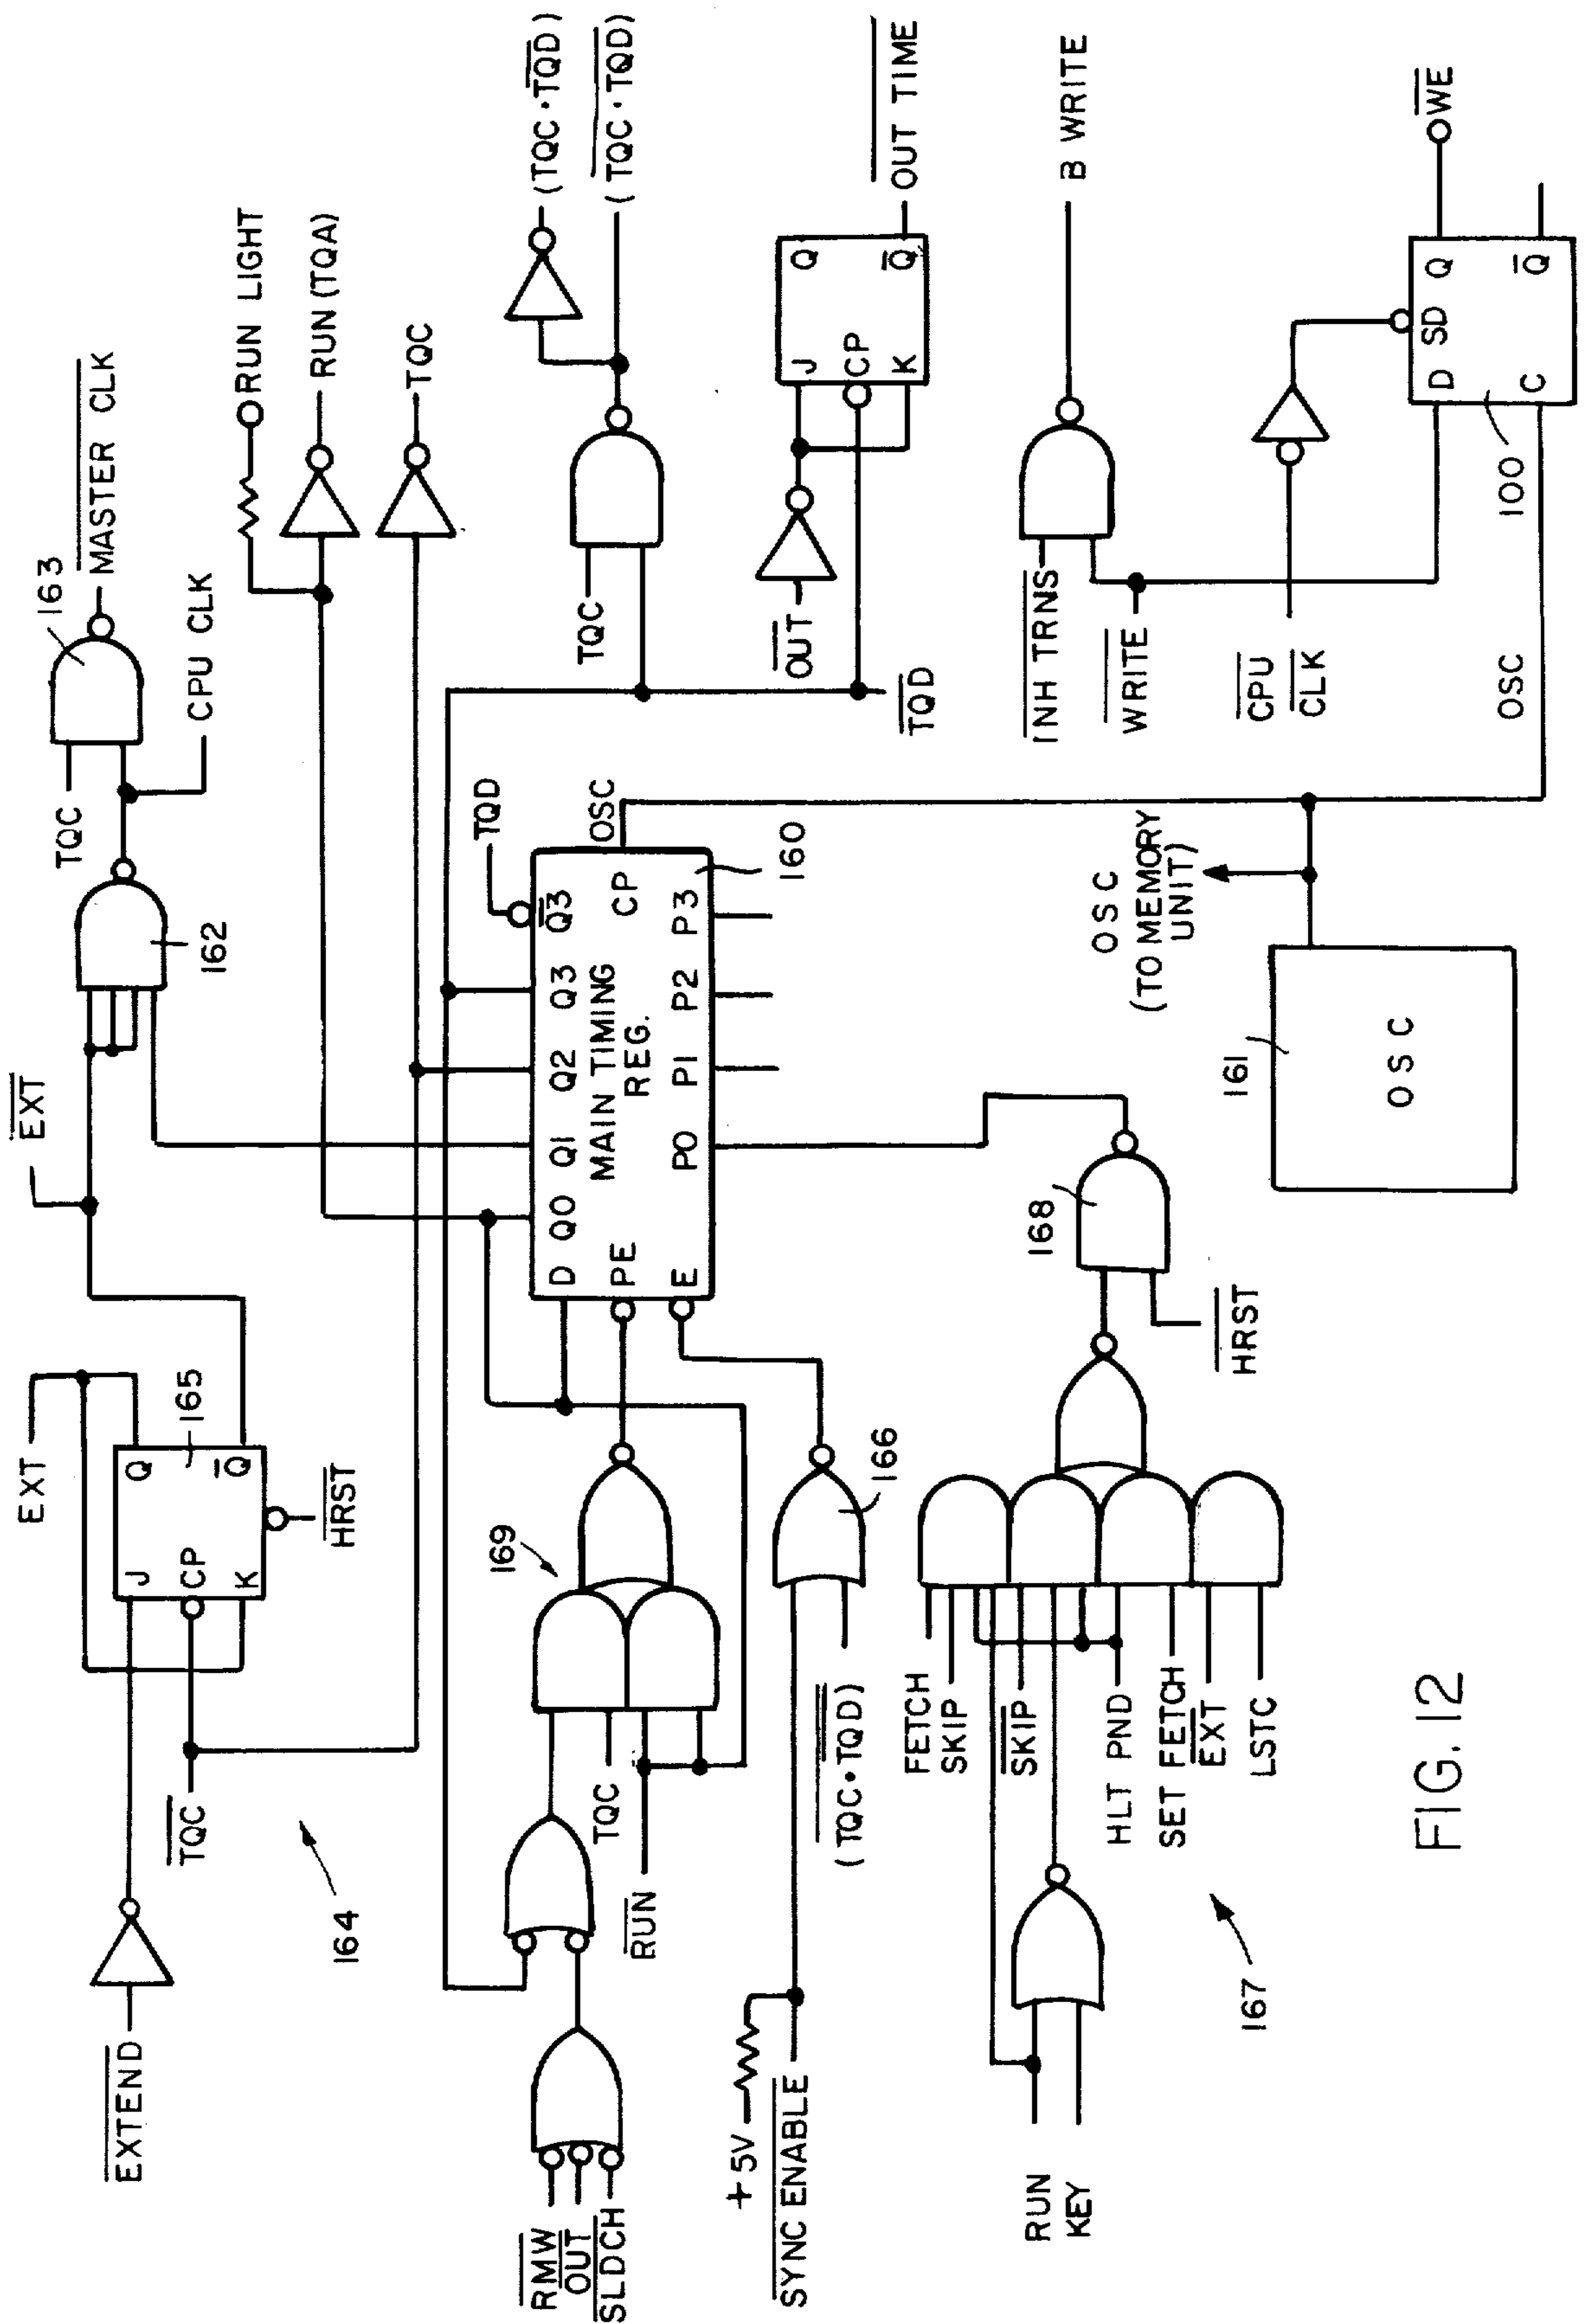 EXTEND
164
TQC
EXT
J
CP
K
Q
Q
165
HRST
EXT
162
TQC
163
MASTER CLK
CPU CLK
RUN LIGHT
RUN (TQA)
TQC
RMW
OUT
SLDCH
RUN
TQC
169
D
Q0
Q1
Q2
Q3
Q3
PE
MAIN TIMING
REG.
CP
E
P0
P1
P2
P3
TQD
OSC
160
TQC
(TQC·TQD)
(TQC·TQD)
TQD
OUT
J
CP
K
Q
Q
OUT TIME
+5V
SYNC ENABLE
(TQC·TQD)
166
RUN
KEY
167
FETCH
SKIP
SKIP
HLT PND
SET FETCH
EXT
LSTC
168
HRST
161
OSC
OSC
(TO MEMORY
UNIT)
INH TRNS
WRITE
B WRITE
CPU
CLK
OSC
100
D
SD
Q
C
Q
WE
FIG. 12